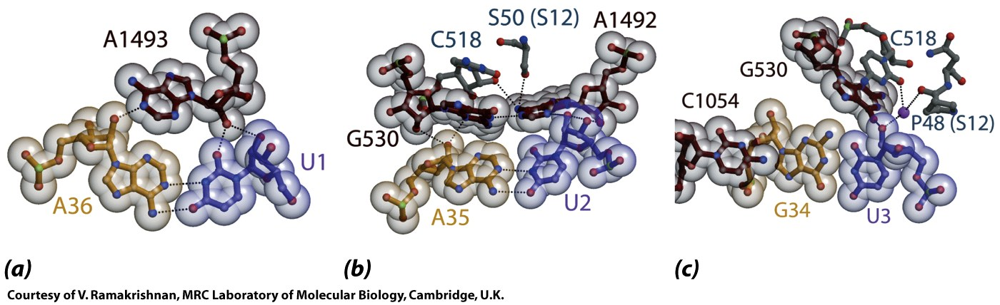 A1493
A36
U1
(a)
C518
S50 (S12)
A1492
G530
A35
U2
(b)
G530
C518
C1054
P48 (S12)
G34
U3
(c)
Courtesy of V. Ramakrishnan, MRC Laboratory of Molecular Biology, Cambridge, U.K.